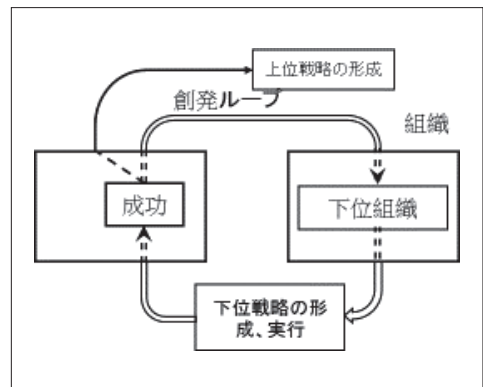 上位戦略の形成
創発ループ
組織
成功
下位組織
下位戦略の形
成、実行